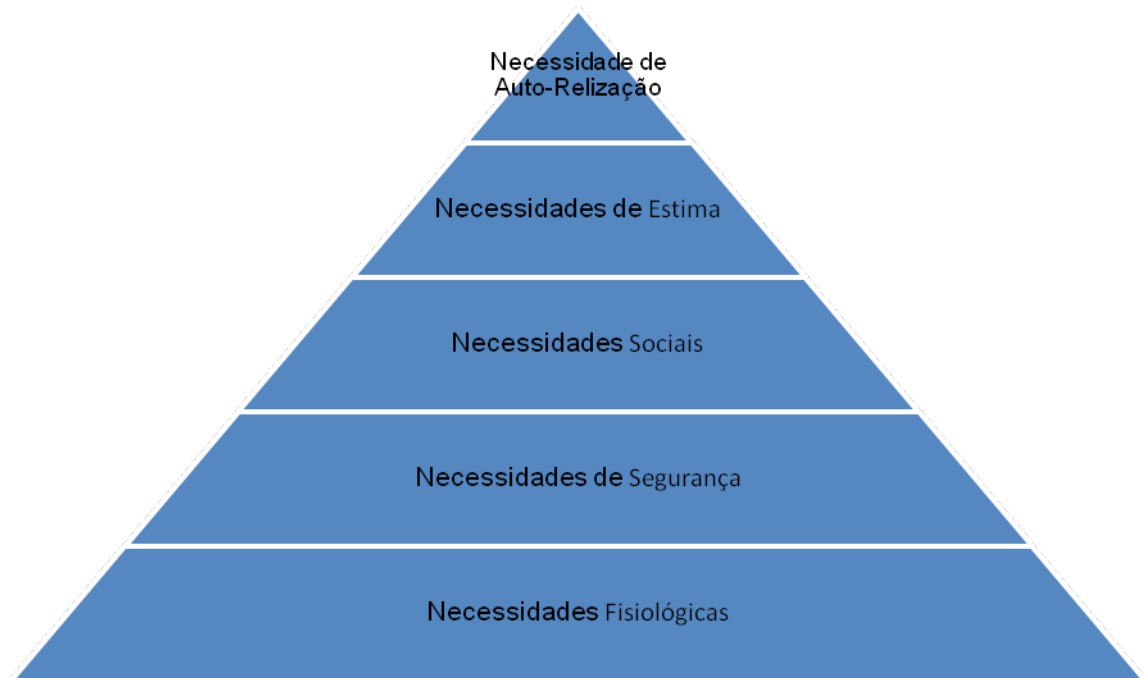 Necessidade de
Auto-Relização
Necessidades de Estima
Necessidades Sociais
Necessidades de Segurança
Necessidades Fisiológicas